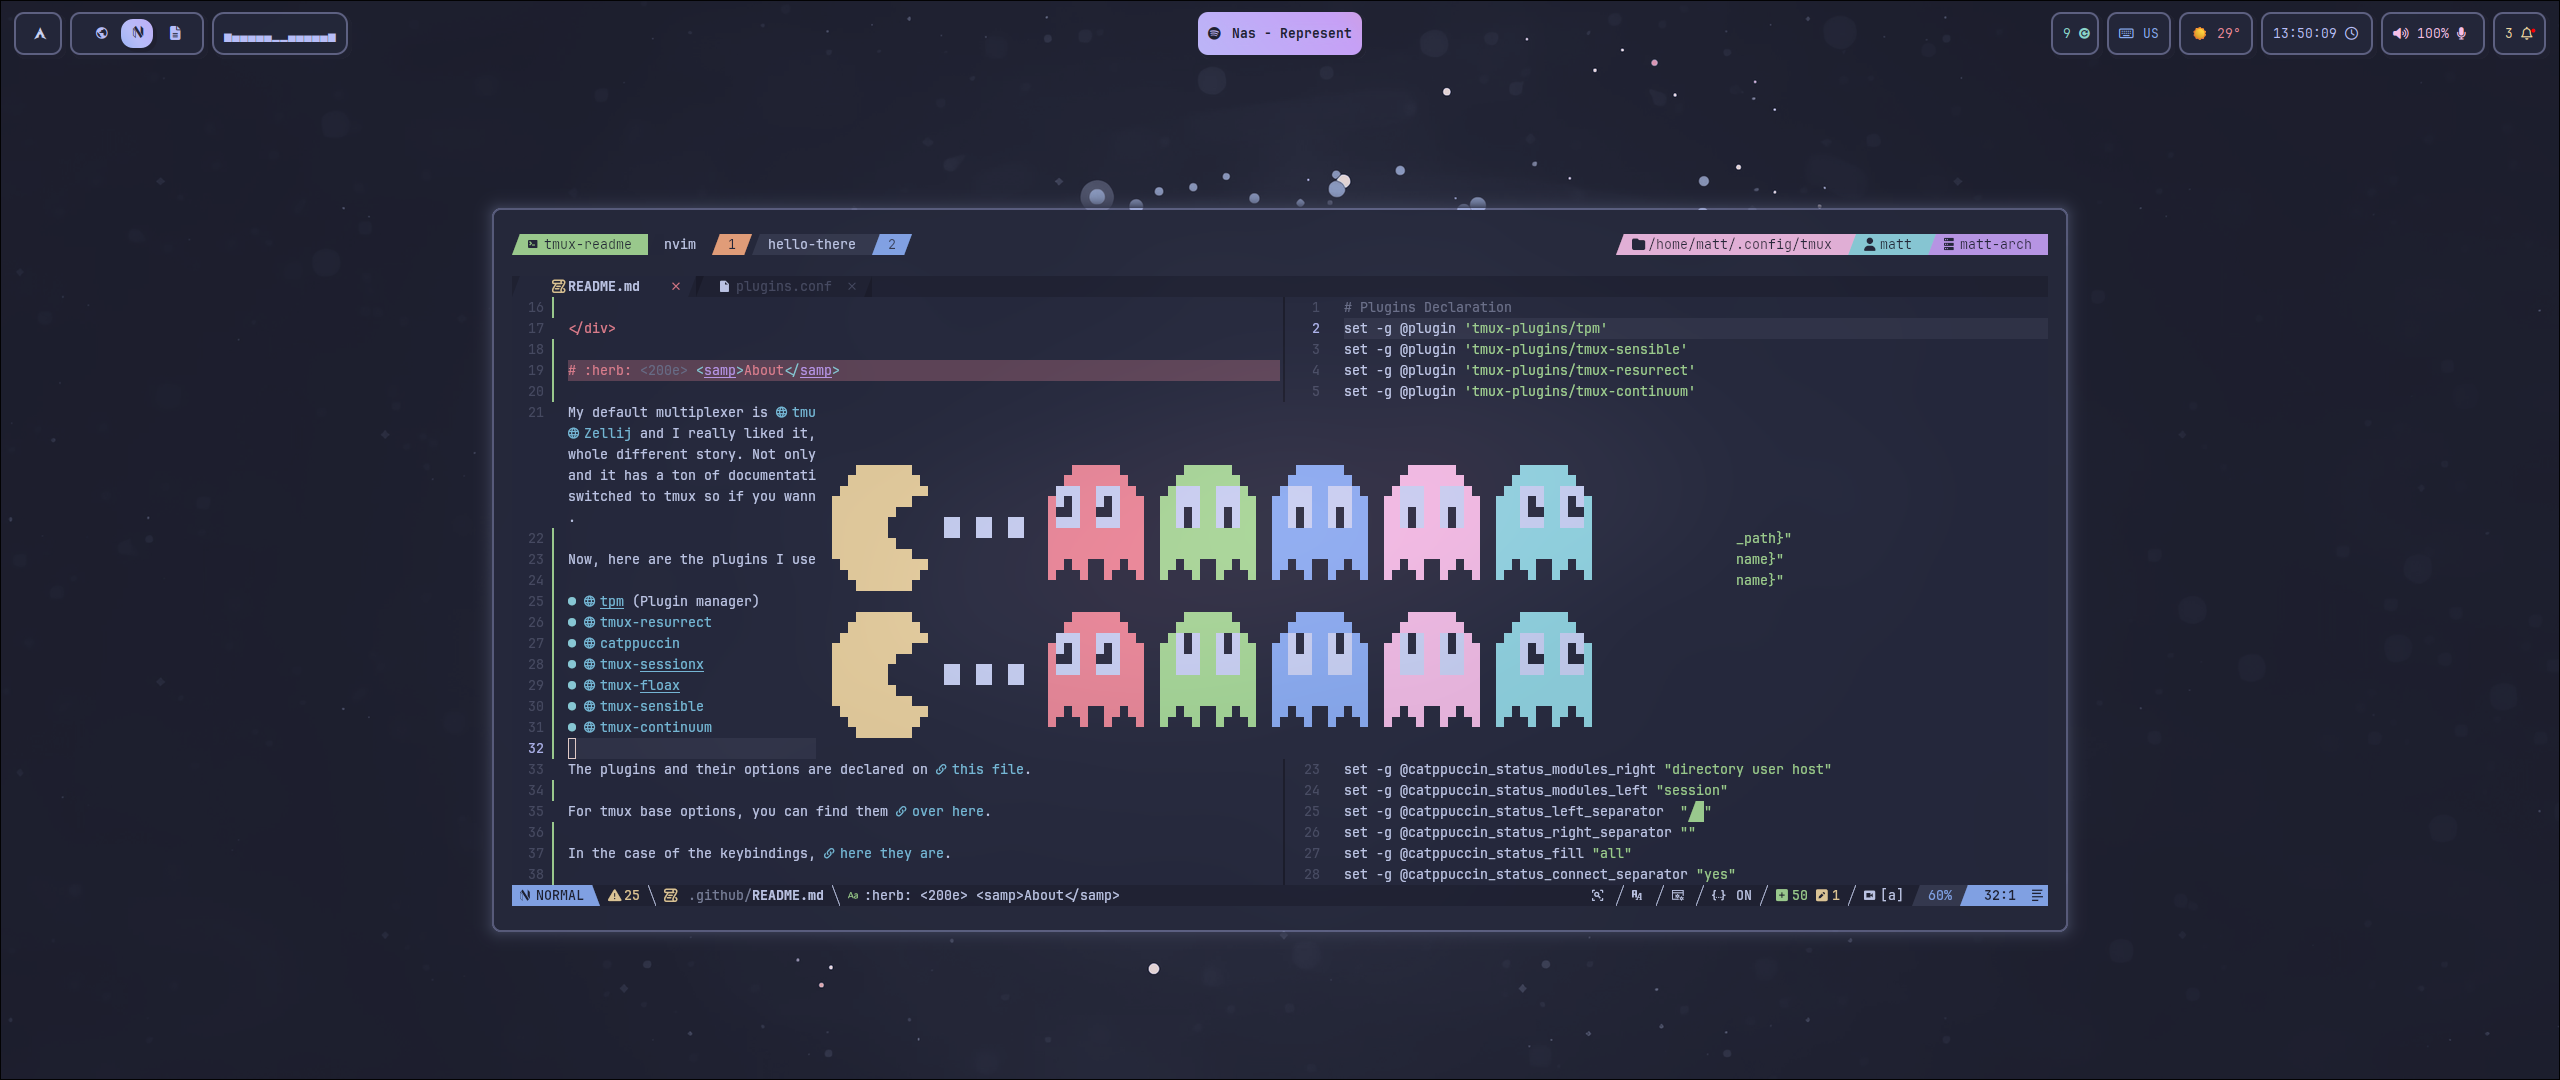 Nas - Represent
9
US
29°
13:50:09
100%
3
tmux-readme nvim 1 hello-there 2
/home/matt/.config/tmux matt matt-arch
README.md × plugins.conf ×
16
17 </div>
18
19 # :herb: <200e> <samp>About</samp>
20
21 My default multiplexer is tmu
Zellij and I really liked it,
whole different story. Not only
and it has a ton of documentati
switched to tmux so if you wann
.
22
23 Now, here are the plugins I use
24
25 tpm (Plugin manager)
26 tmux-resurrect
27 catppuccin
28 tmux-sessionx
29 tmux-floax
30 tmux-sensible
31 tmux-continuum
32
33 The plugins and their options are declared on this file.
34
35 For tmux base options, you can find them over here.
36
37 In the case of the keybindings, here they are.
38
1 # Plugins Declaration
2 set -g @plugin 'tmux-plugins/tpm'
3 set -g @plugin 'tmux-plugins/tmux-sensible'
4 set -g @plugin 'tmux-plugins/tmux-resurrect'
5 set -g @plugin 'tmux-plugins/tmux-continuum'
_path}"
name}"
name}"
23 set -g @catppuccin_status_modules_right "directory user host"
24 set -g @catppuccin_status_modules_left "session"
25 set -g @catppuccin_status_left_separator ""
26 set -g @catppuccin_status_right_separator ""
27 set -g @catppuccin_status_fill "all"
28 set -g @catppuccin_status_connect_separator "yes"
NORMAL 25 .github/README.md Aa :herb: <200e> <samp>About</samp> {..} ON 50 1 [a] 60% 32:1